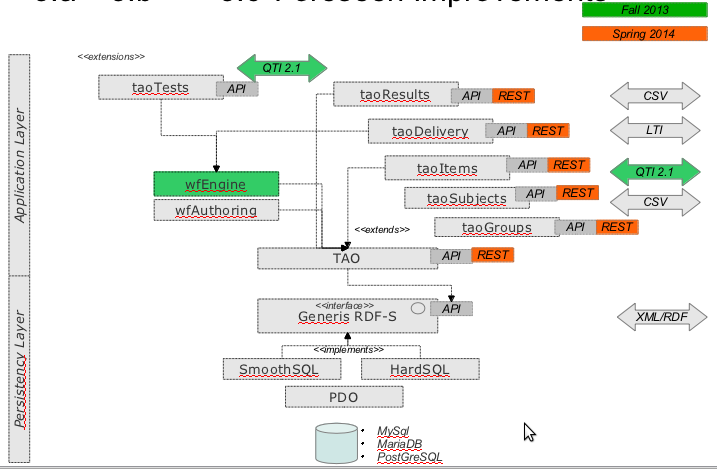 Fall 2013
Spring 2014
<<extensions>>
QTI 2.1
taoTests
API
taoResults
API
REST
CSV
taoDelivery
API
REST
LTI
taoItems
API
REST
QTI 2.1
wfEngine
taoSubjects
API
REST
CSV
wfAuthoring
taoGroups
API
REST
<<extends>>
TAO
API
REST
Application Layer
<<interface>>
Generis RDF-S
API
XML/RDF
<<implements>>
SmoothSQL
HardSQL
PDO
Persistency Layer
• MySql
• MariaDB
• PostGreSQL